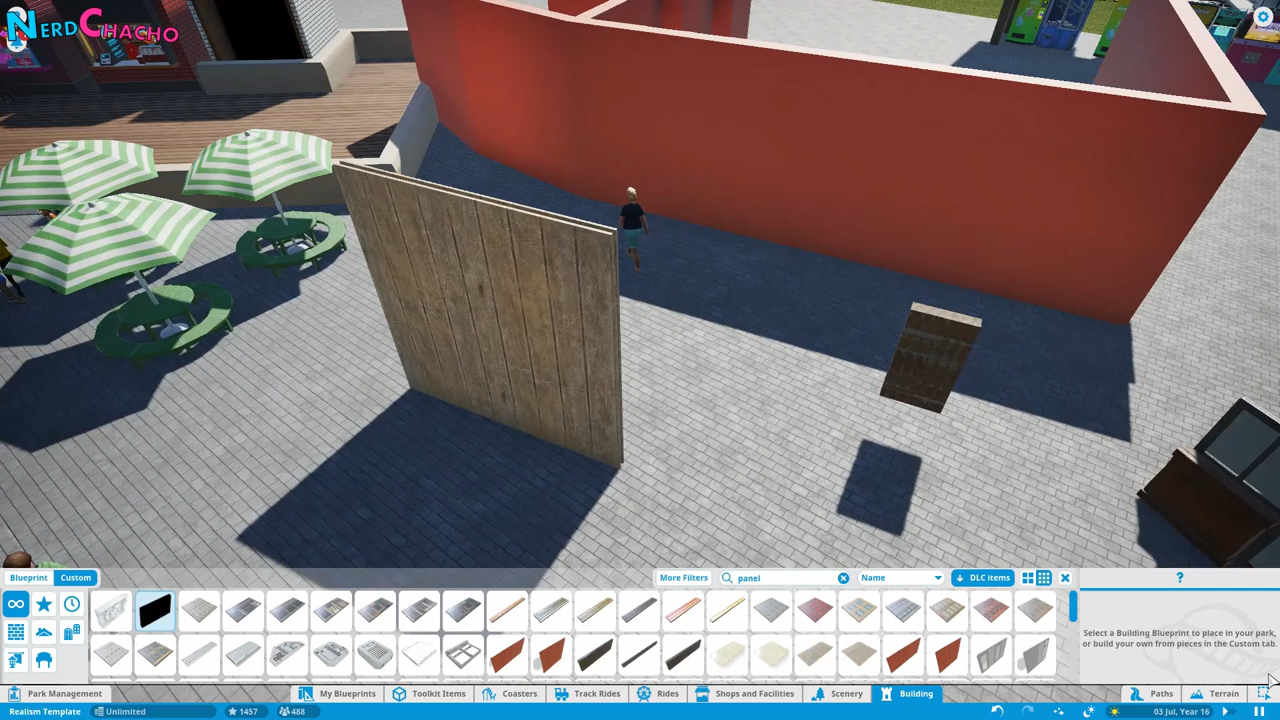 NERDCHACHO
Blueprint Custom More Filters panel Name DLC items
Select a Building Blueprint to place in your park,
or build your own from pieces in the Custom tab.
Park Management My Blueprints Toolkit Items Coasters Track Rides Rides Shops and Facilities Scenery Building Paths Terrain
Realism Template Unlimited 1457 488 03 Jul, Year 16